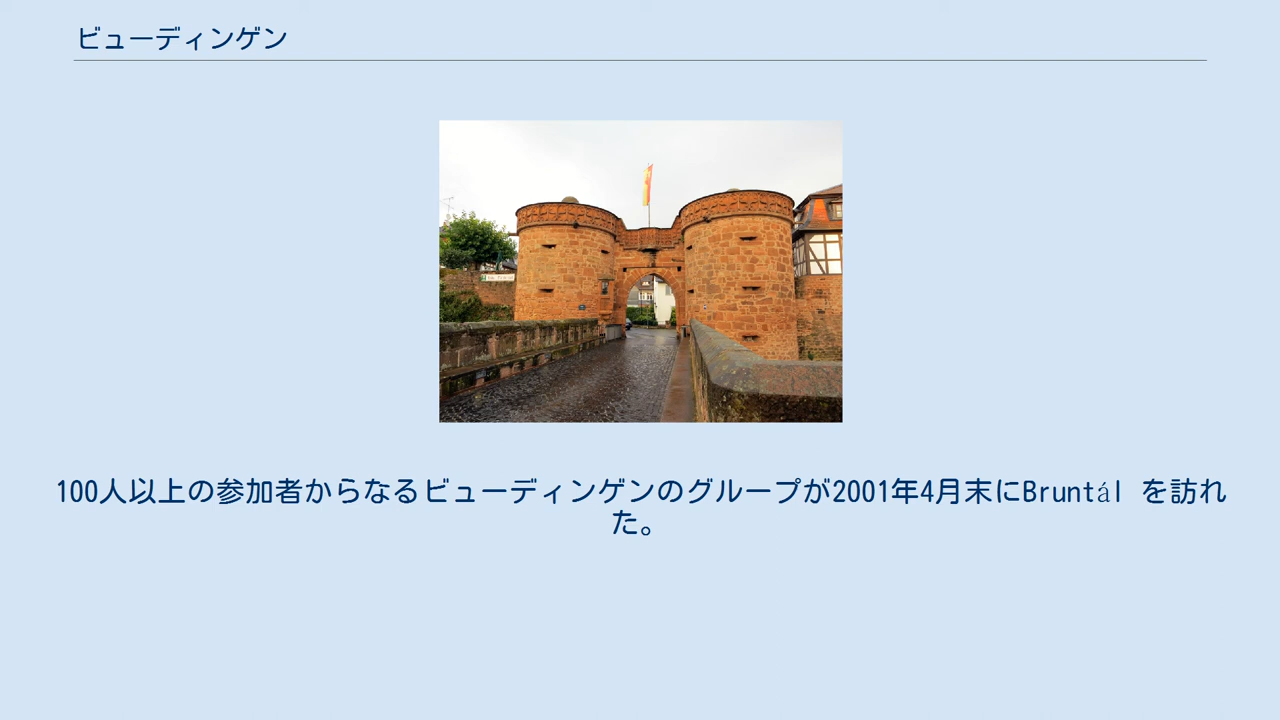 ビューディンゲン
100人以上の参加者からなるビューディンゲンのグループが2001年4月末にBruntál を訪れ
た。